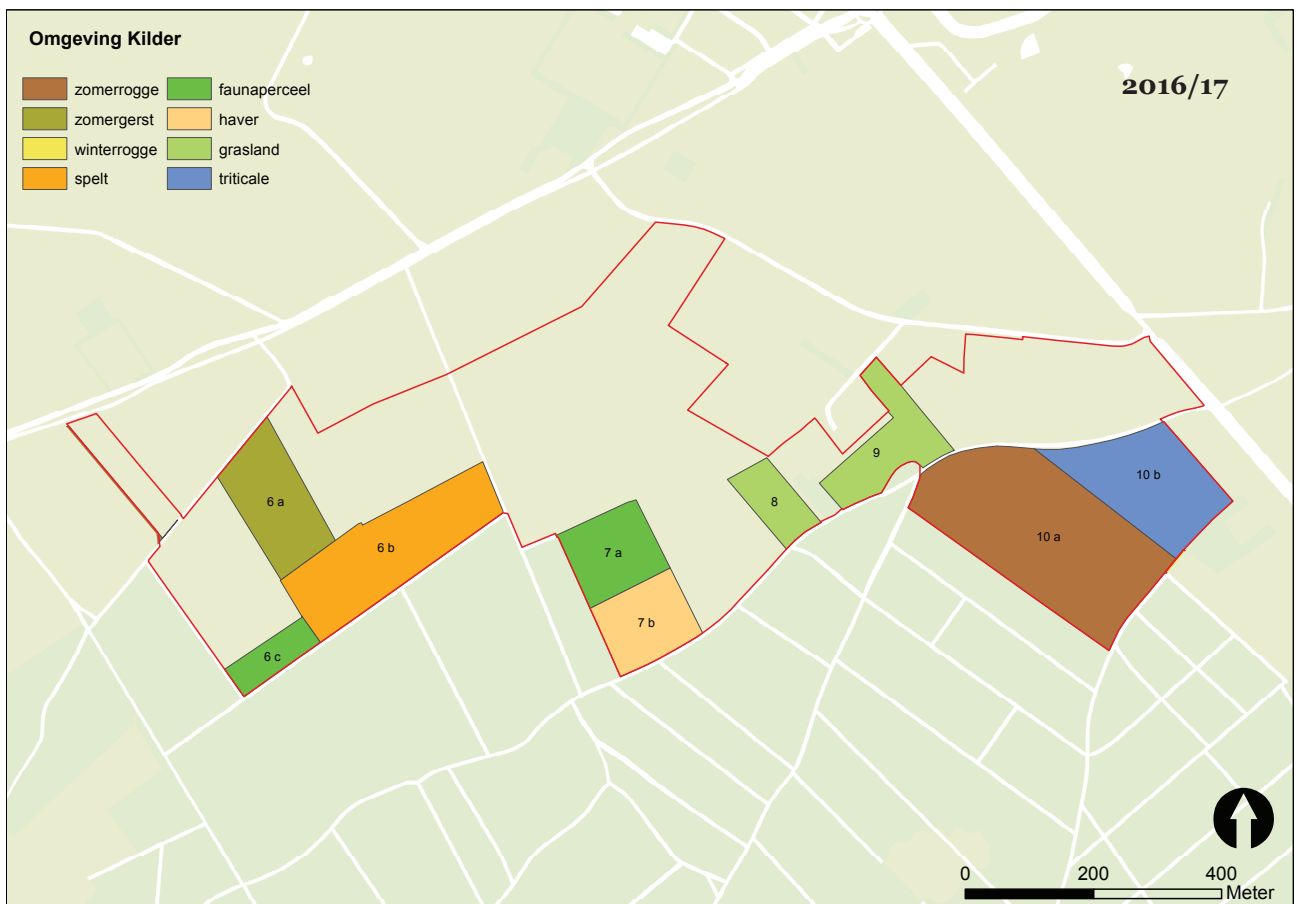 Omgeving Kilder
2016/17
zomerrogge
faunaperceel
zomergerst
haver
winterrogge
grasland
spelt
triticale
9
6 a
8
10 b
6 b
10 a
7 a
7 b
6 c
0 200 400
Meter